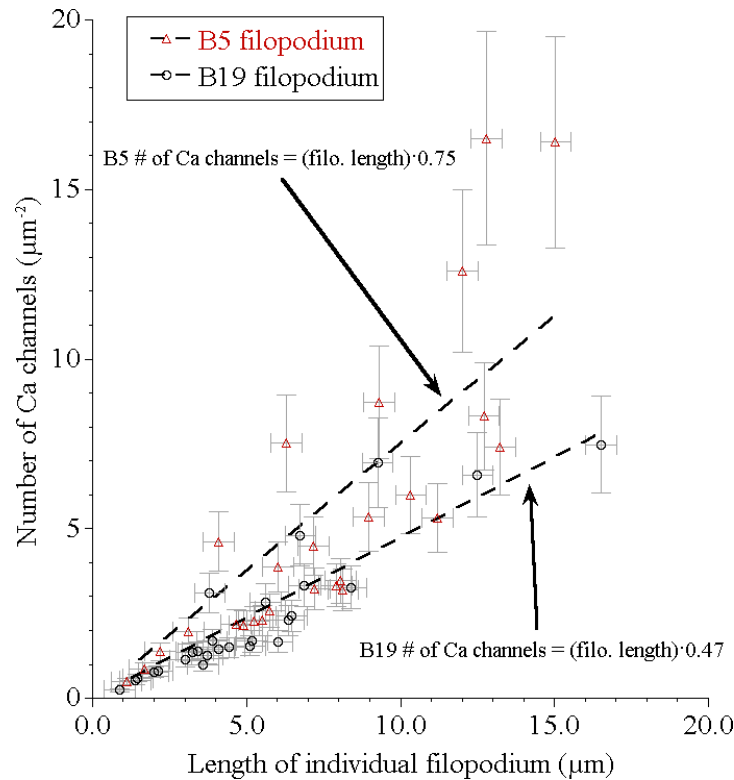 20
B5 filopodium
B19 filopodium
B5 # of Ca channels = (filo. length)·0.75
15
Number of Ca channels (µm⁻²)
10
5
B19 # of Ca channels = (filo. length)·0.47
0
0.0 5.0 10.0 15.0 20.0
Length of individual filopodium (µm)